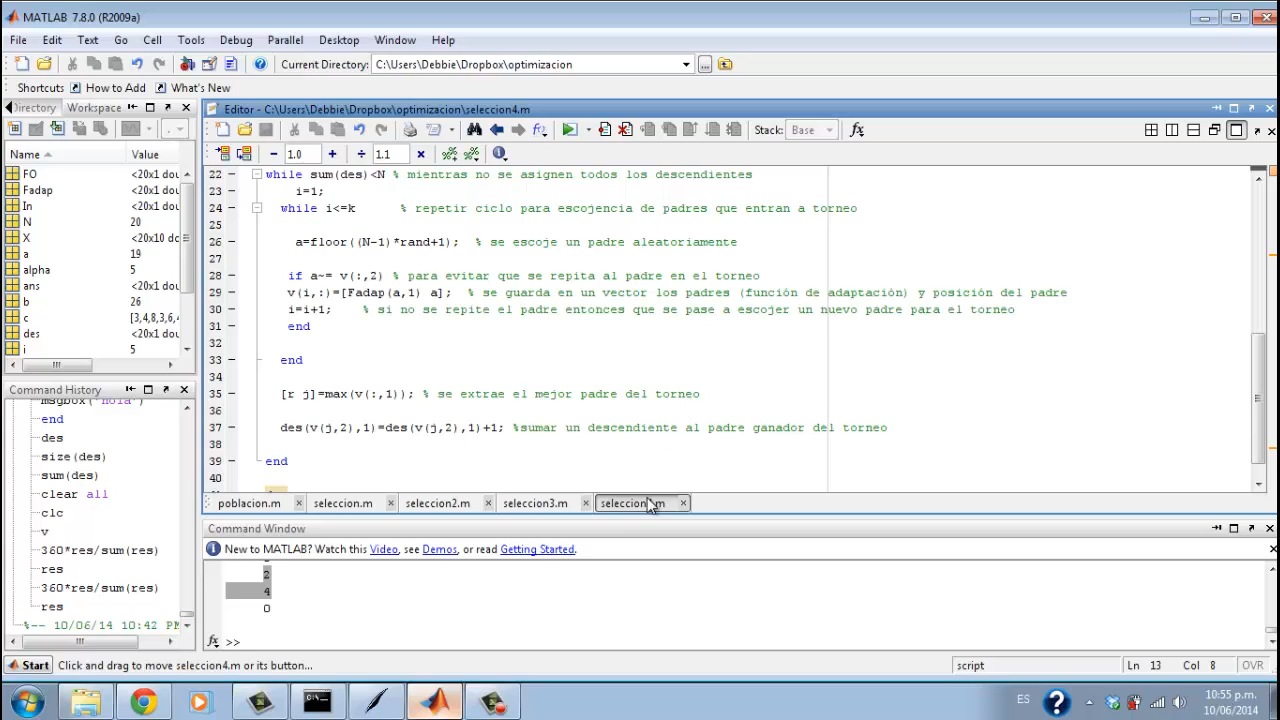 MATLAB 7.8.0 (R2009a)
File Edit Text Go Cell Tools Debug Parallel Desktop Window Help
Current Directory: C:\Users\Debbie\Dropbox\optimizacion
Shortcuts How to Add What's New
Directory Workspace
Name Value
FO <20x1 dou
Fadap <20x1 dou
In <20x1 dou
N 20
X <20x10 do
a 19
alpha 5
ans <20x1 dou
b 26
c [3,4,8,3,6,4
des <20x1 dou
i 5
Command History
msgbox('hola')
end
des
size(des)
sum(des)
clear all
clc
v
360*res/sum(res)
res
360*res/sum(res)
res
%-- 10/06/14 10:42 PM
Editor - C:\Users\Debbie\Dropbox\optimizacion\seleccion4.m
Stack: Base
fx
1.0 1.1
22 while sum(des)<N % mientras no se asignen todos los descendientes
23 i=1;
24 while i<=k % repetir ciclo para escojencia de padres que entran a torneo
25
26 a=floor((N-1)*rand+1); % se escoje un padre aleatoriamente
27
28 if a~= v(:,2) % para evitar que se repita al padre en el torneo
29 v(i,:)=[Fadap(a,1) a]; % se guarda en un vector los padres (función de adaptación) y posición del padre
30 i=i+1; % si no se repite el padre entonces que se pase a escojer un nuevo padre para el torneo
31 end
32
33 end
34
35 [r j]=max(v(:,1)); % se extrae el mejor padre del torneo
36
37 des(v(j,2),1)=des(v(j,2),1)+1; %sumar un descendiente al padre ganador del torneo
38
39 end
40
poblacion.m seleccion.m seleccion2.m seleccion3.m
Command Window
New to MATLAB? Watch this Video, see Demos, or read Getting Started.
2
4
0
fx >>
Start Click and drag to move seleccion4.m or its button... script Ln 13 Col 8 OVR
ES
10:55 p.m.
10/06/2014